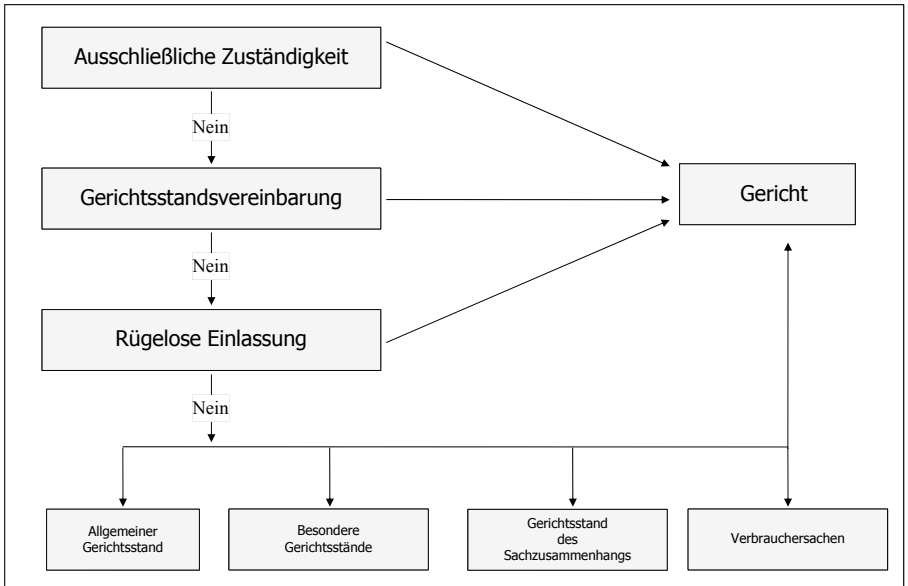 Ausschließliche Zuständigkeit
Nein
Gerichtsstandsvereinbarung
Gericht
Nein
Rügelose Einlassung
Nein
Allgemeiner
Gerichtsstand
Besondere
Gerichtsstände
Gerichtsstand
des
Sachzusammenhangs
Verbrauchersachen